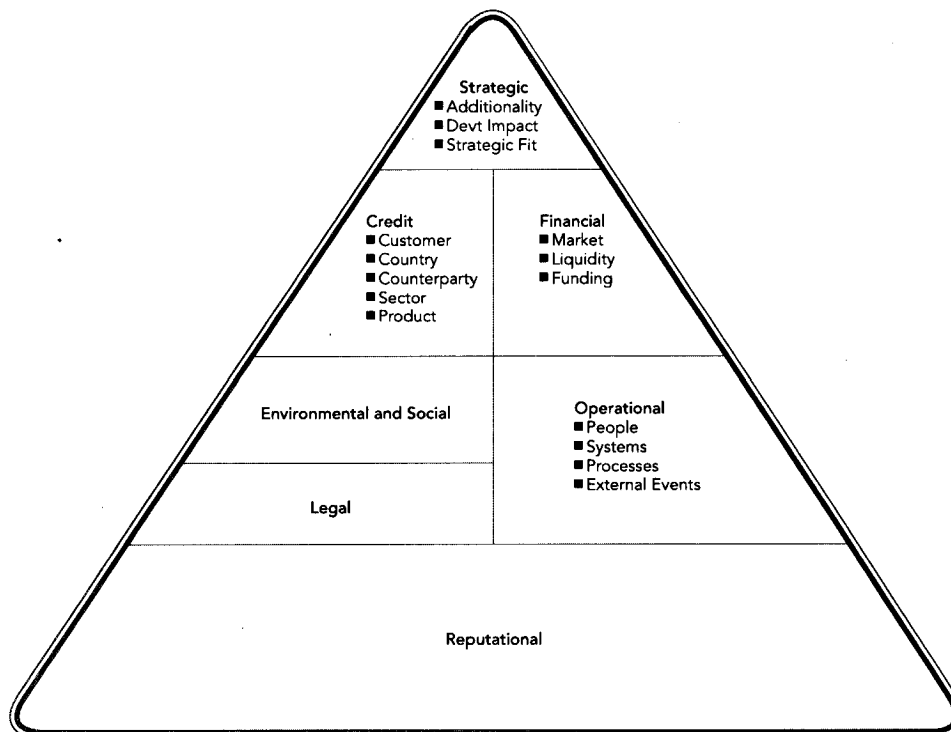 Strategic
■ Additionality
■ Devt Impact
■ Strategic Fit
Credit
■ Customer
■ Country
■ Counterparty
■ Sector
■ Product
Financial
■ Market
■ Liquidity
■ Funding
Environmental and Social
Legal
Operational
■ People
■ Systems
■ Processes
■ External Events
Reputational